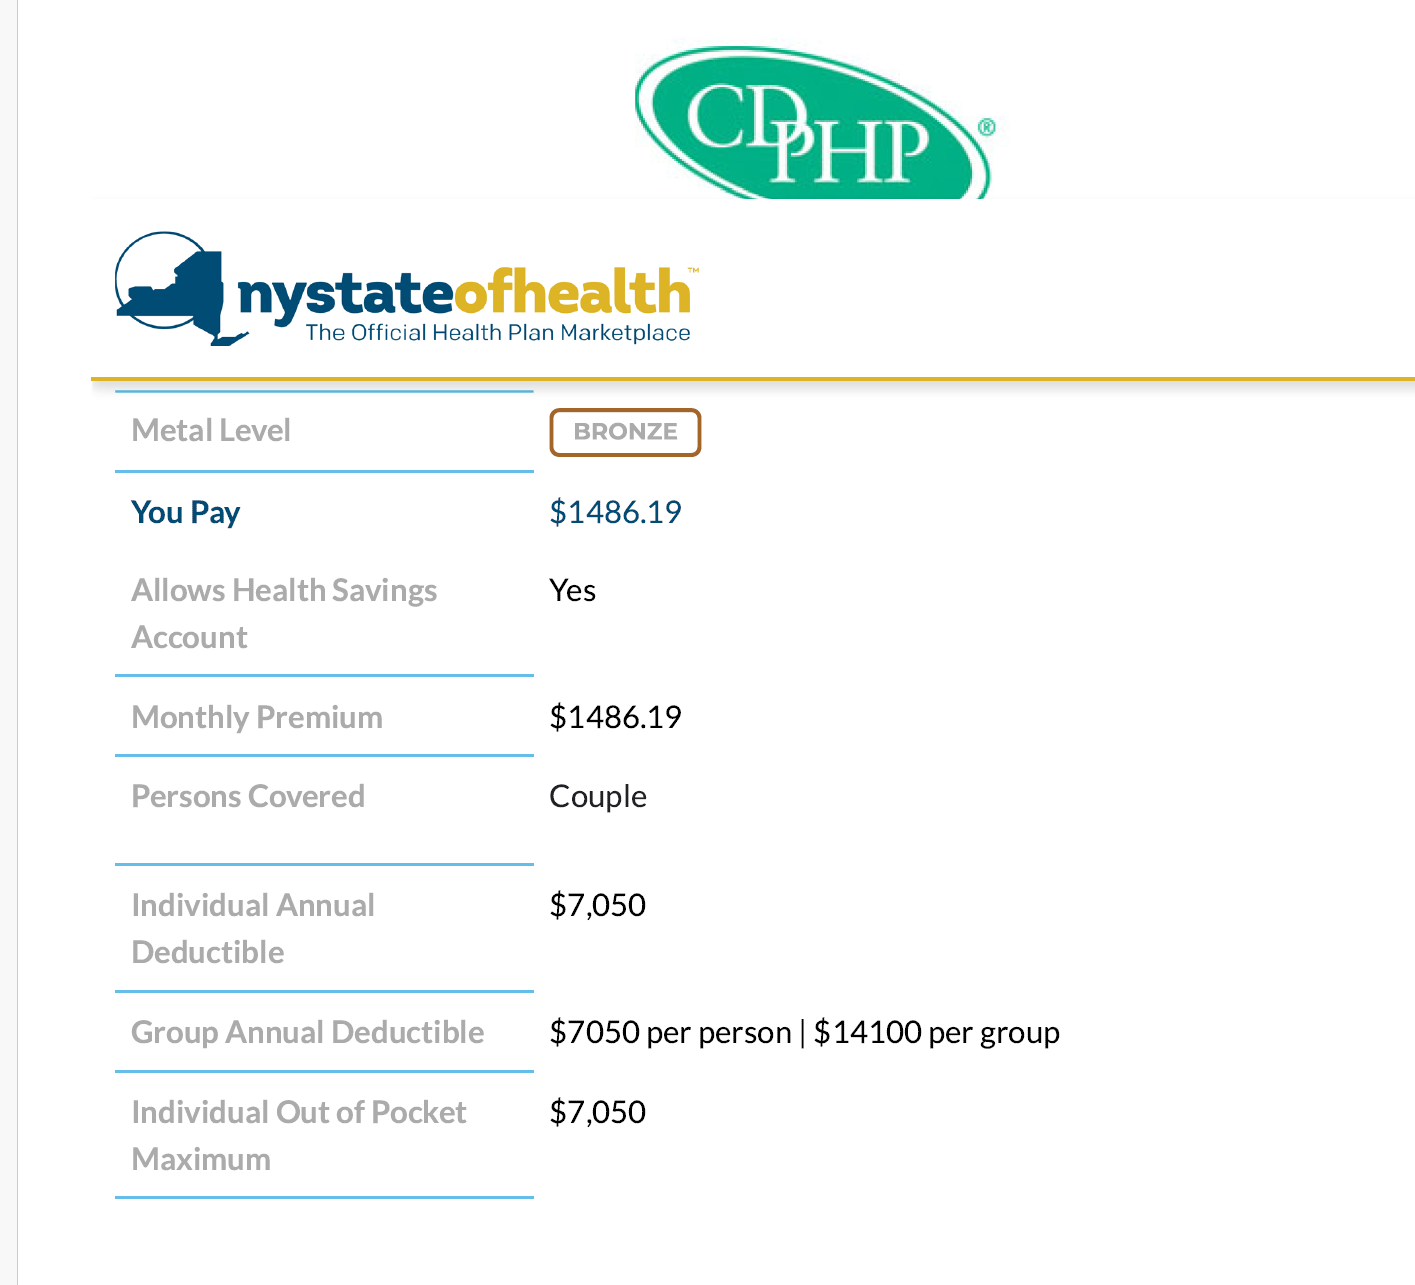 CDPHP®
nystateofhealth™
The Official Health Plan Marketplace
Metal Level BRONZE
You Pay $1486.19
Allows Health Savings Yes
Account
Monthly Premium $1486.19
Persons Covered Couple
Individual Annual $7,050
Deductible
Group Annual Deductible $7050 per person | $14100 per group
Individual Out of Pocket $7,050
Maximum